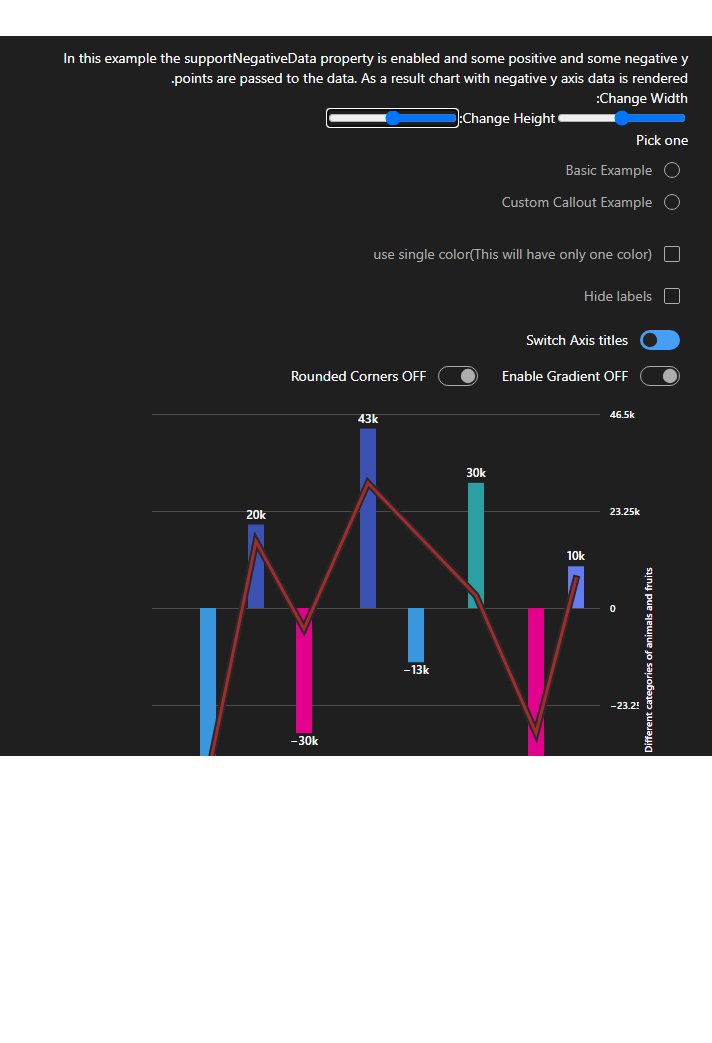 In this example the supportNegativeData property is enabled and some positive and some negative y
.points are passed to the data. As a result chart with negative y axis data is rendered
:Change Width
:Change Height
Pick one
Basic Example
Custom Callout Example
use single color(This will have only one color)
Hide labels
Switch Axis titles
Enable Gradient OFF
Rounded Corners OFF
46.5k
43k
30k
20k
23.25k
10k
0
−13k
−23.25
−30k
Different categories of animals and fruits